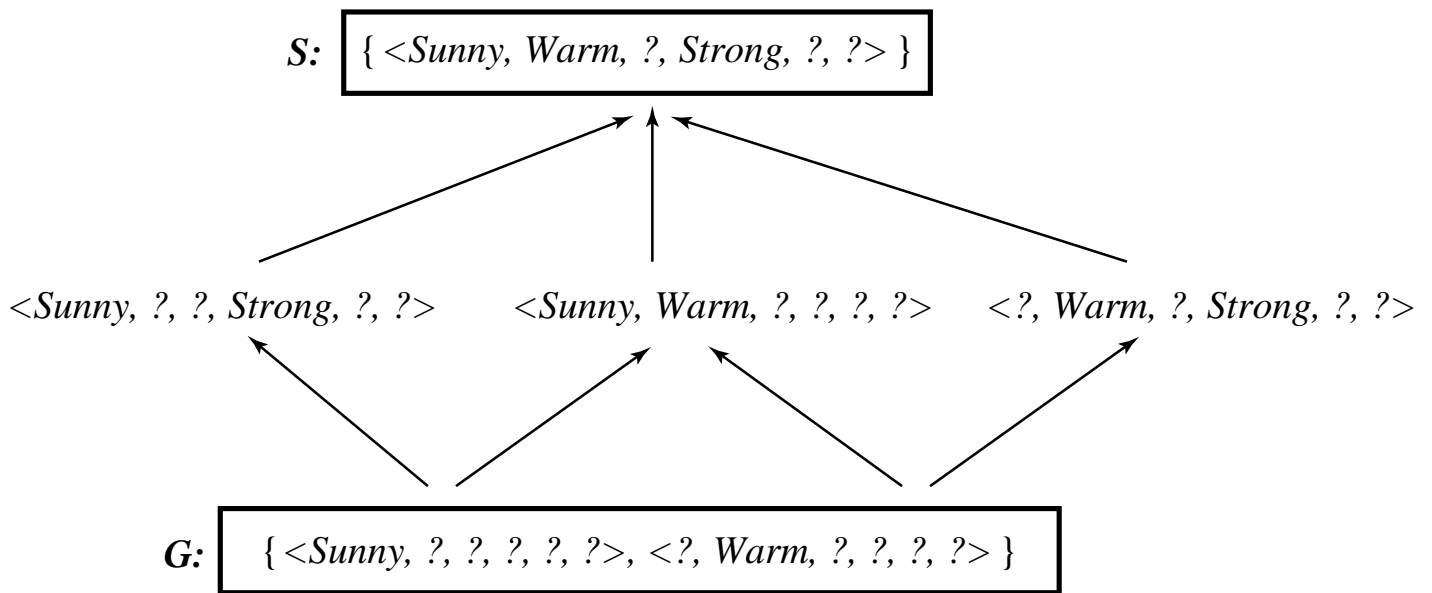 S: { <Sunny, Warm, ?, Strong, ?, ?> }
<Sunny, ?, ?, Strong, ?, ?> <Sunny, Warm, ?, ?, ?, ?> <?, Warm, ?, Strong, ?, ?>
G: { <Sunny, ?, ?, ?, ?, ?>, <?, Warm, ?, ?, ?, ?> }